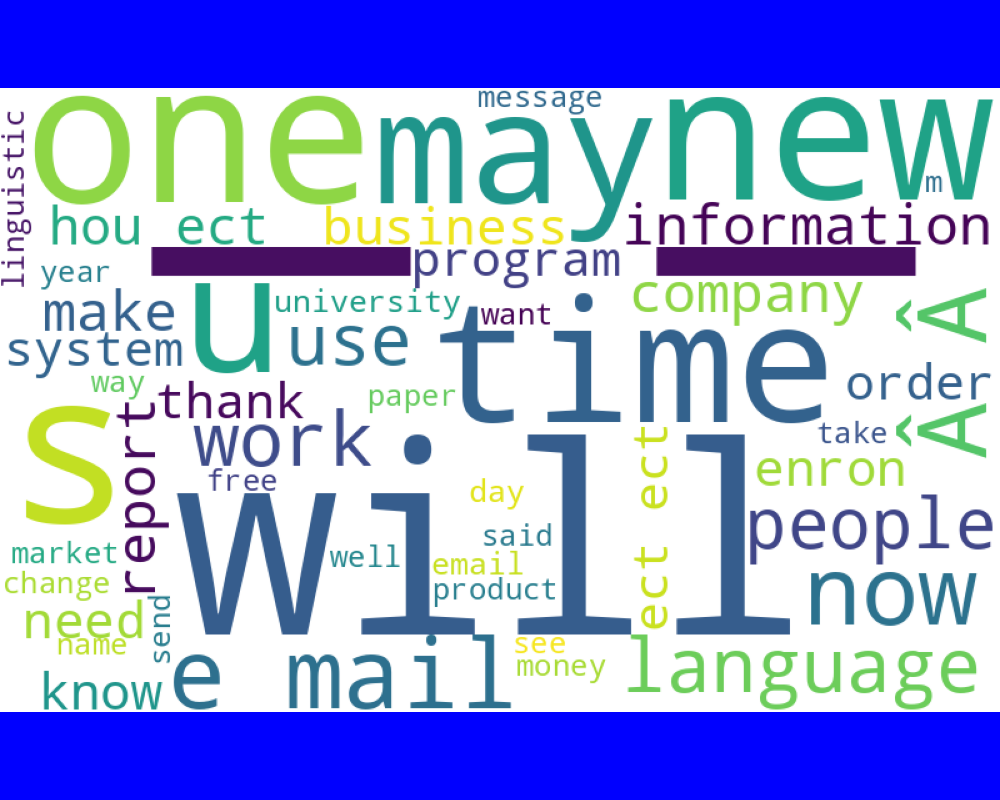 message
one may new
linguistic
m
hou ect business information
_ _
program
year
make u university want company Â Â
system use time
way thank paper order
s report work take
free enron
day
said people
will
market well email ect ect
change product now
need send
name see
know e mail money language